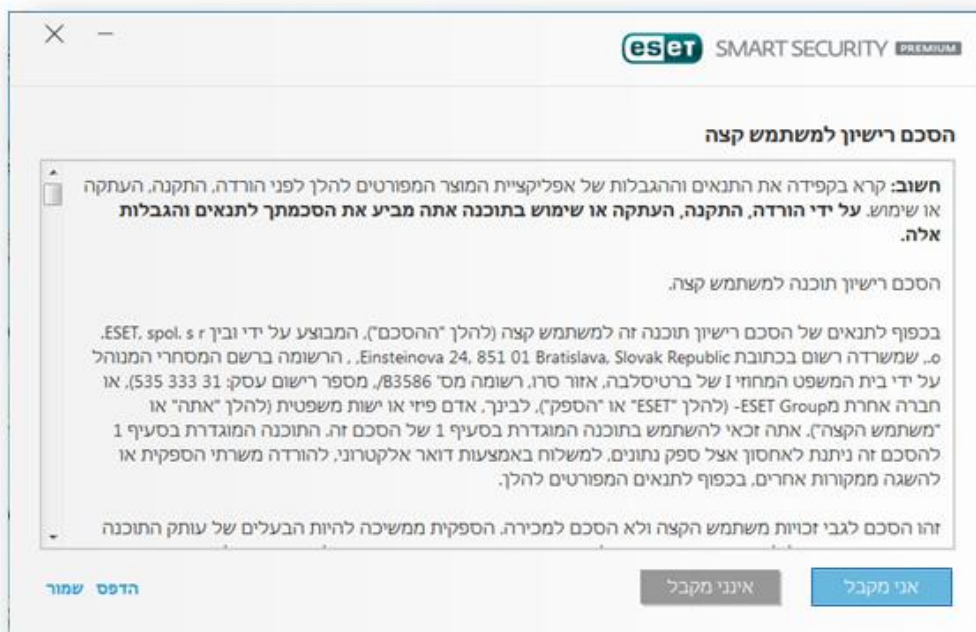 eset SMART SECURITY PREMIUM
הסכם רישיון למשתמש קצה
חשוב: קרא בקפידה את התנאים וההגבלות של אפליקציית המוצר המפורטים להלן לפני הורדה, התקנה, העתקה
או שימוש. על ידי הורדה, התקנה, העתקה או שימוש בתוכנה אתה מביע את הסכמתך לתנאים והגבלות
אלה.
הסכם רישיון תוכנה למשתמש קצה.
בכפוף לתנאים של הסכם רישיון תוכנה זה למשתמש קצה (להלן "ההסכם"), המבוצע על ידי ובין ESET, spol. s r.
o., שמשרדה רשום בכתובת Einsteinova 24, 851 01 Bratislava, Slovak Republic, , הרשומה ברשם המסחרי המנוהל
על ידי בית המשפט המחוזי I של ברטיסלבה, אזור סרו, רשומה מס' B3586/, מספר רישום עסק: 31 333 535), או
חברה אחרת מESET Group- (להלן "ESET" או "הספק"), לבינך, אדם פיזי או ישות משפטית (להלן "אתה" או
"משתמש הקצה"). אתה זכאי להשתמש בתוכנה המוגדרת בסעיף 1 של הסכם זה. התוכנה המוגדרת בסעיף 1
להסכם זה ניתנת לאחסון אצל ספק נתונים, למשלוח באמצעות דואר אלקטרוני, להורדה משרתי הספקית או
להשגה ממקורות אחרים, בכפוף לתנאים המפורטים להלן.
זהו הסכם לגבי זכויות משתמש הקצה ולא הסכם למכירה. הספקית ממשיכה להיות הבעלים של עותק התוכנה
אני מקבל
אינני מקבל
הדפס שמור